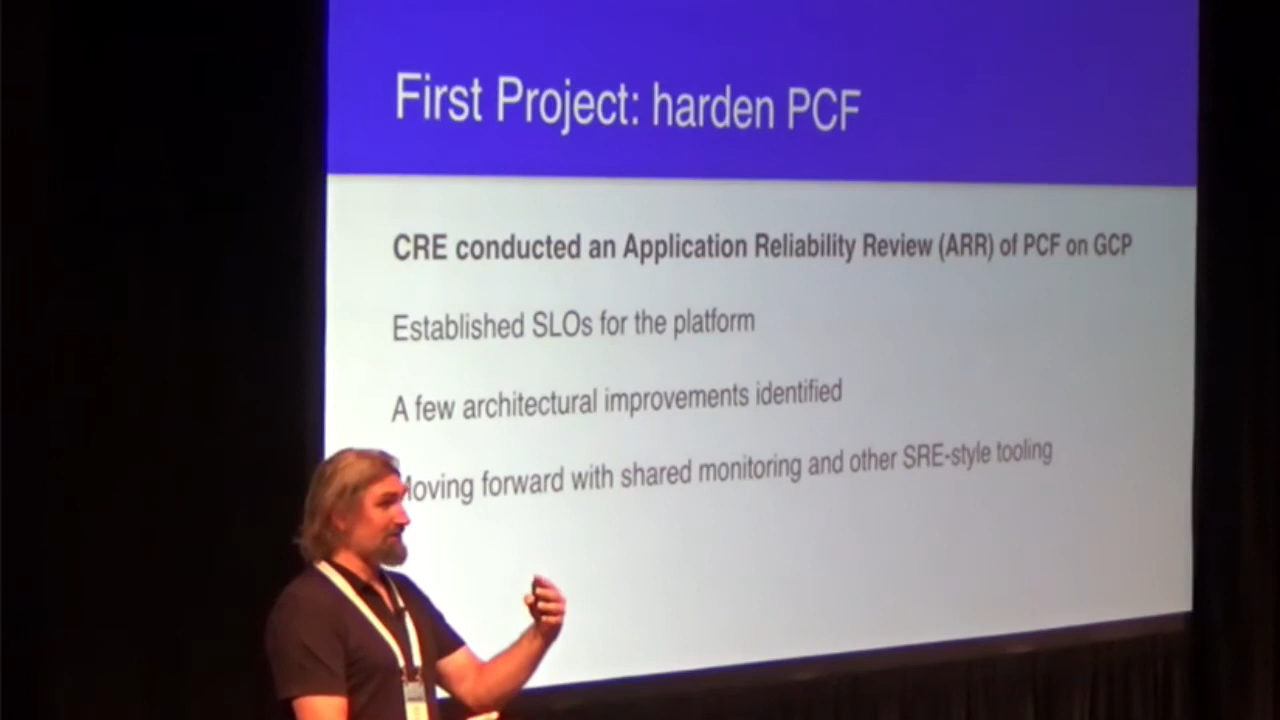 First Project: harden PCF
CRE conducted an Application Reliability Review (ARR) of PCF on GCP
Established SLOs for the platform
A few architectural improvements identified
Moving forward with shared monitoring and other SRE-style tooling